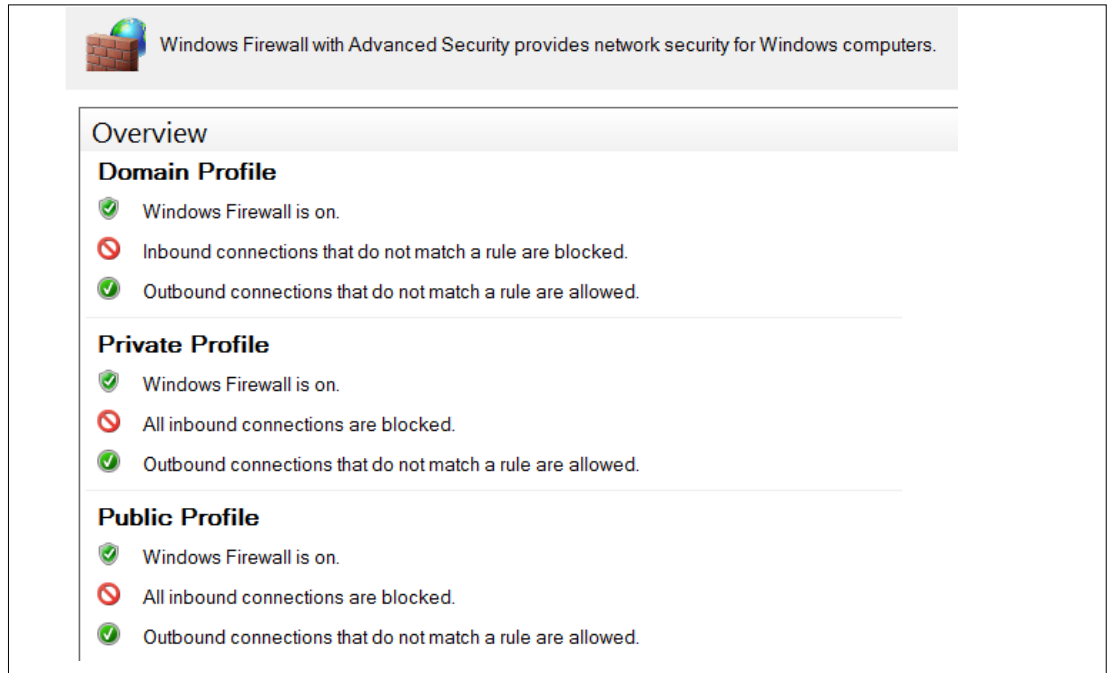 Windows Firewall with Advanced Security provides network security for Windows computers.
Overview
Domain Profile
Windows Firewall is on.
Inbound connections that do not match a rule are blocked.
Outbound connections that do not match a rule are allowed.
Private Profile
Windows Firewall is on.
All inbound connections are blocked.
Outbound connections that do not match a rule are allowed.
Public Profile
Windows Firewall is on.
All inbound connections are blocked.
Outbound connections that do not match a rule are allowed.